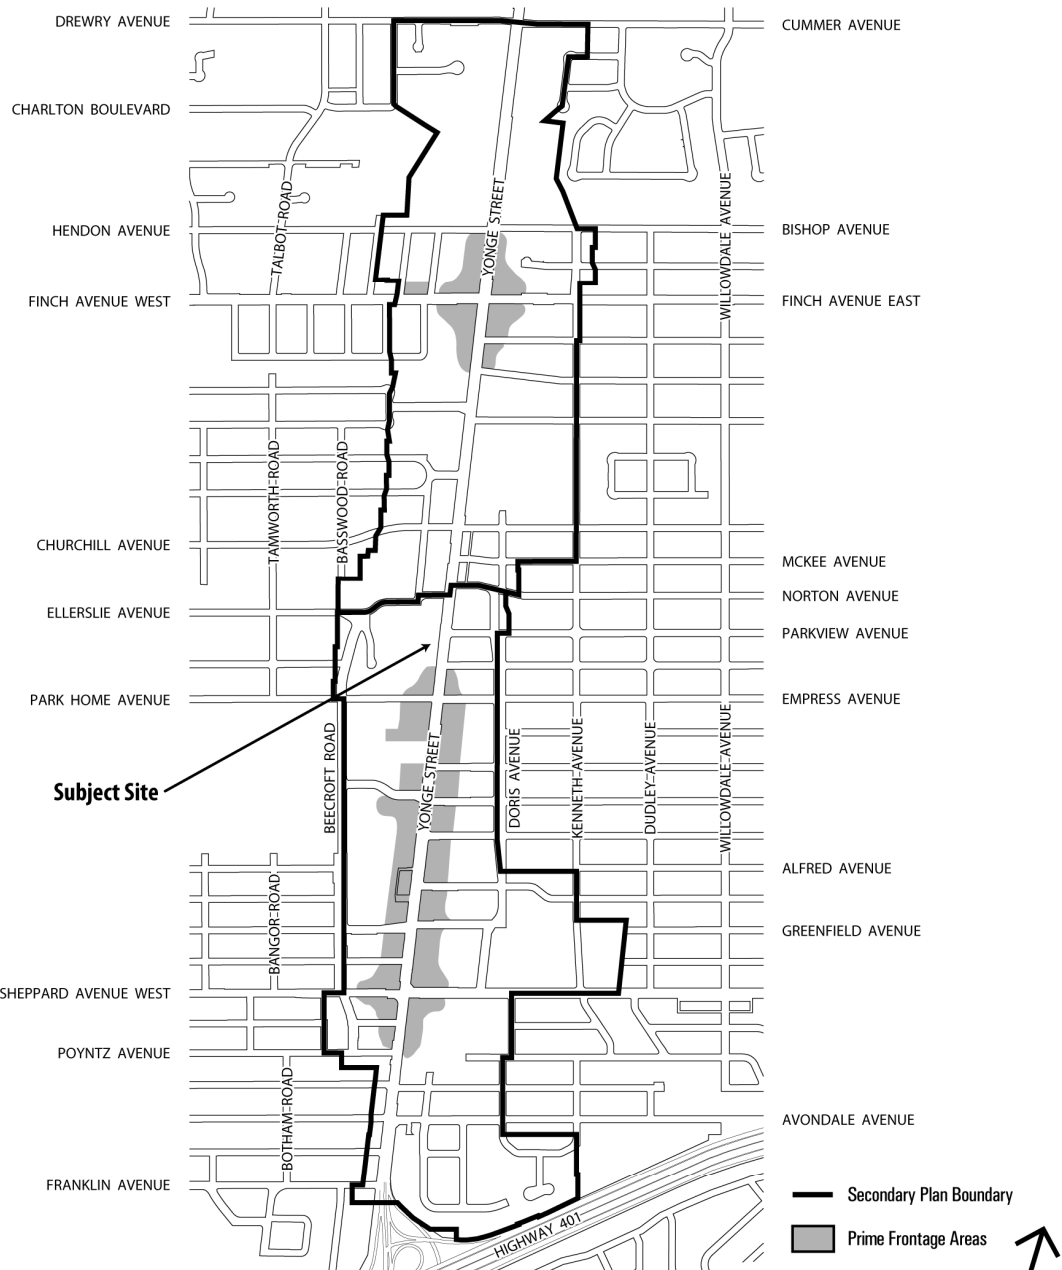 DREWRY AVENUE
CUMMER AVENUE
CHARLTON BOULEVARD
TALBOT ROAD
YONGE STREET
WILLOWDALE AVENUE
HENDON AVENUE
BISHOP AVENUE
FINCH AVENUE WEST
FINCH AVENUE EAST
TAMWORTH ROAD
BASSWOOD ROAD
CHURCHILL AVENUE
MCKEE AVENUE
NORTON AVENUE
ELLERSLIE AVENUE
PARKVIEW AVENUE
PARK HOME AVENUE
EMPRESS AVENUE
Subject Site
BEECROFT ROAD
YONGE STREET
DORIS AVENUE
KENNETH AVENUE
DUDLEY AVENUE
WILLOWDALE AVENUE
ALFRED AVENUE
BANGOR ROAD
GREENFIELD AVENUE
SHEPPARD AVENUE WEST
POYNTZ AVENUE
BOTHAM ROAD
AVONDALE AVENUE
FRANKLIN AVENUE
HIGHWAY 401
Secondary Plan Boundary
Prime Frontage Areas